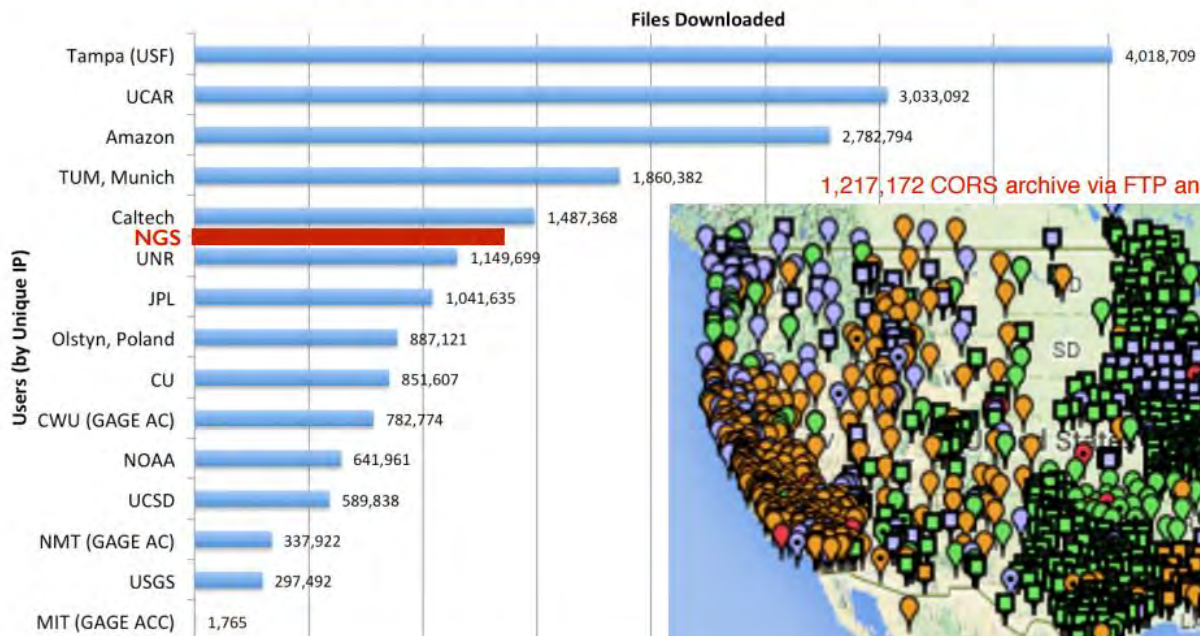 Files Downloaded
Tampa (USF) 4,018,709
UCAR 3,033,092
Amazon 2,782,794
TUM, Munich 1,860,382
1,217,172 CORS archive via FTP an
Caltech 1,487,368
NGS
UNR 1,149,699
JPL 1,041,635
Olstyn, Poland 887,121
CU 851,607
CWU (GAGE AC) 782,774
NOAA 641,961
UCSD 589,838
NMT (GAGE AC) 337,922
USGS 297,492
MIT (GAGE ACC) 1,765
Users (by Unique IP)
SD